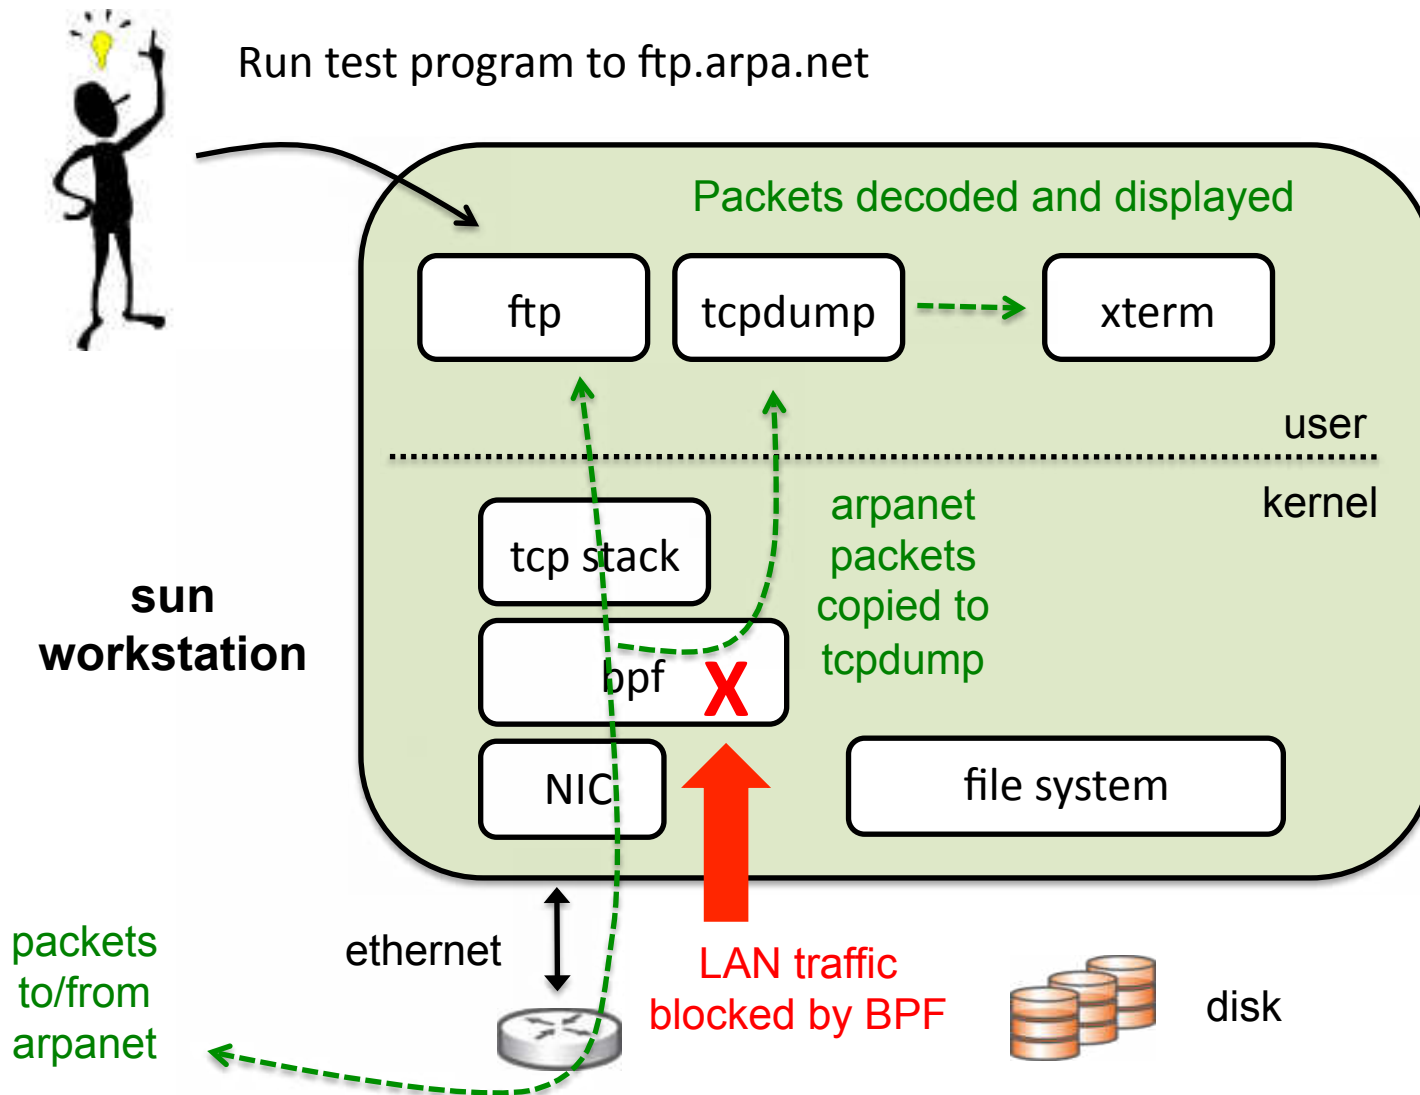 Run test program to ftp.arpa.net
Packets decoded and displayed
ftp
tcpdump
xterm
user
kernel
arpanet
packets
copied to
tcpdump
tcp stack
sun
workstation
bpf
X
NIC
file system
ethernet
LAN traffic
blocked by BPF
disk
packets
to/from
arpanet